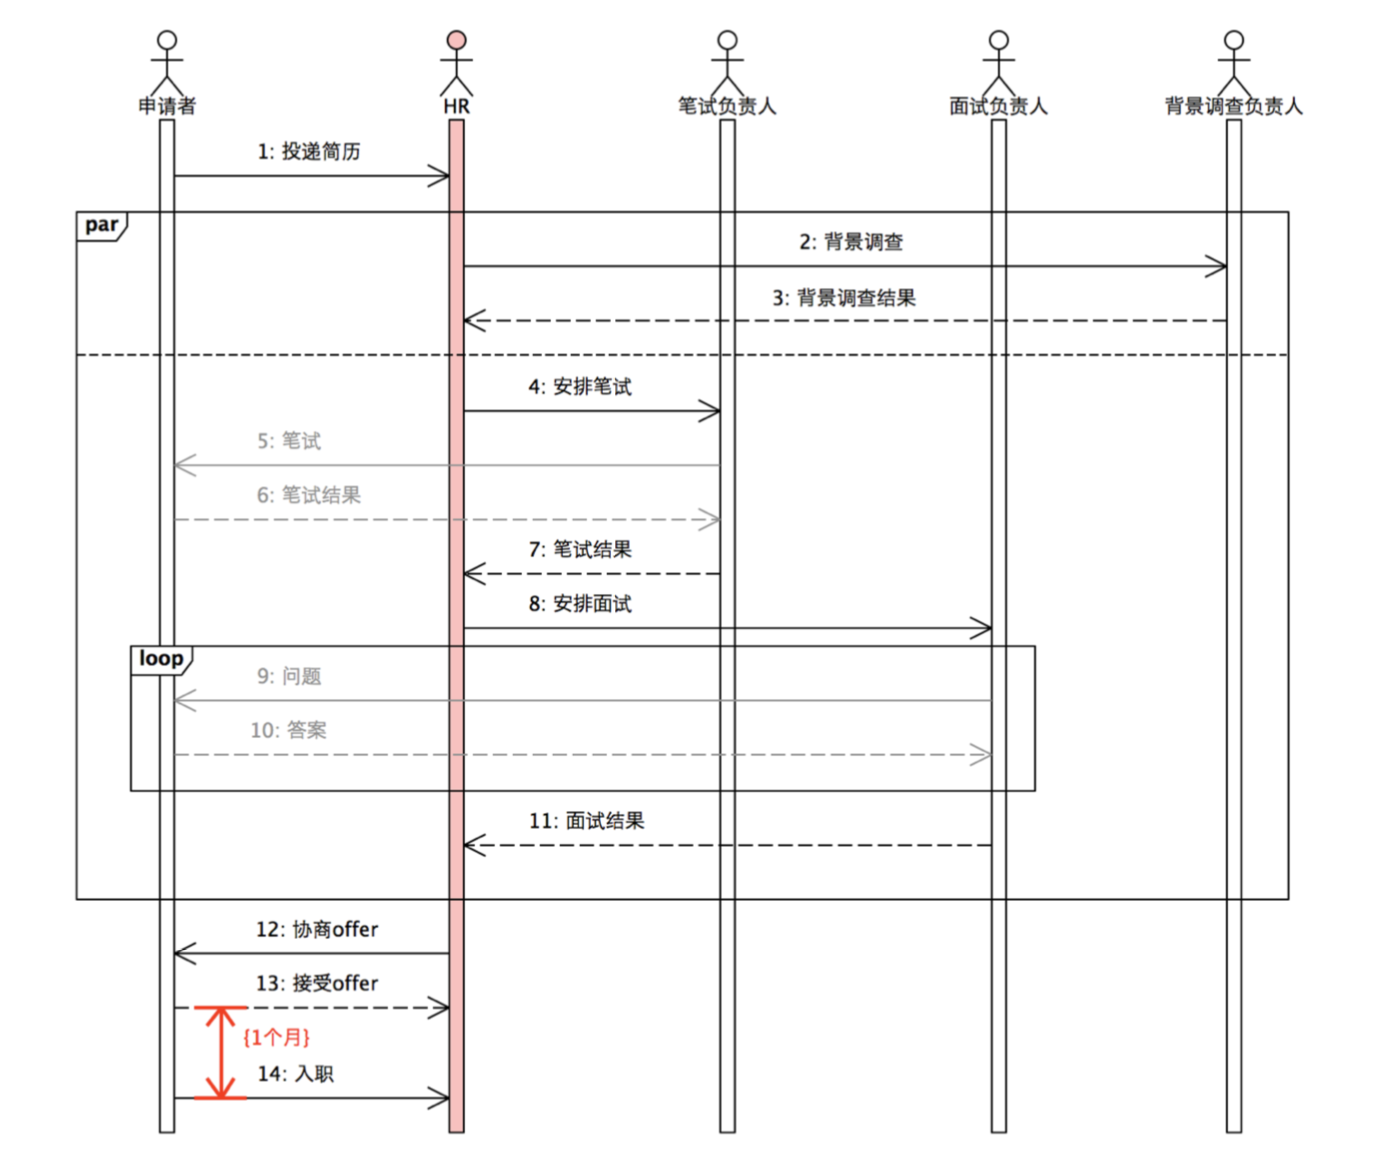 申请者
HR
笔试负责人
面试负责人
背景调查负责人
1: 投递简历
par
2: 背景调查
3: 背景调查结果
4: 安排笔试
5: 笔试
6: 笔试结果
7: 笔试结果
8: 安排面试
loop
9: 问题
10: 答案
11: 面试结果
12: 协商offer
13: 接受offer
{1个月}
14: 入职